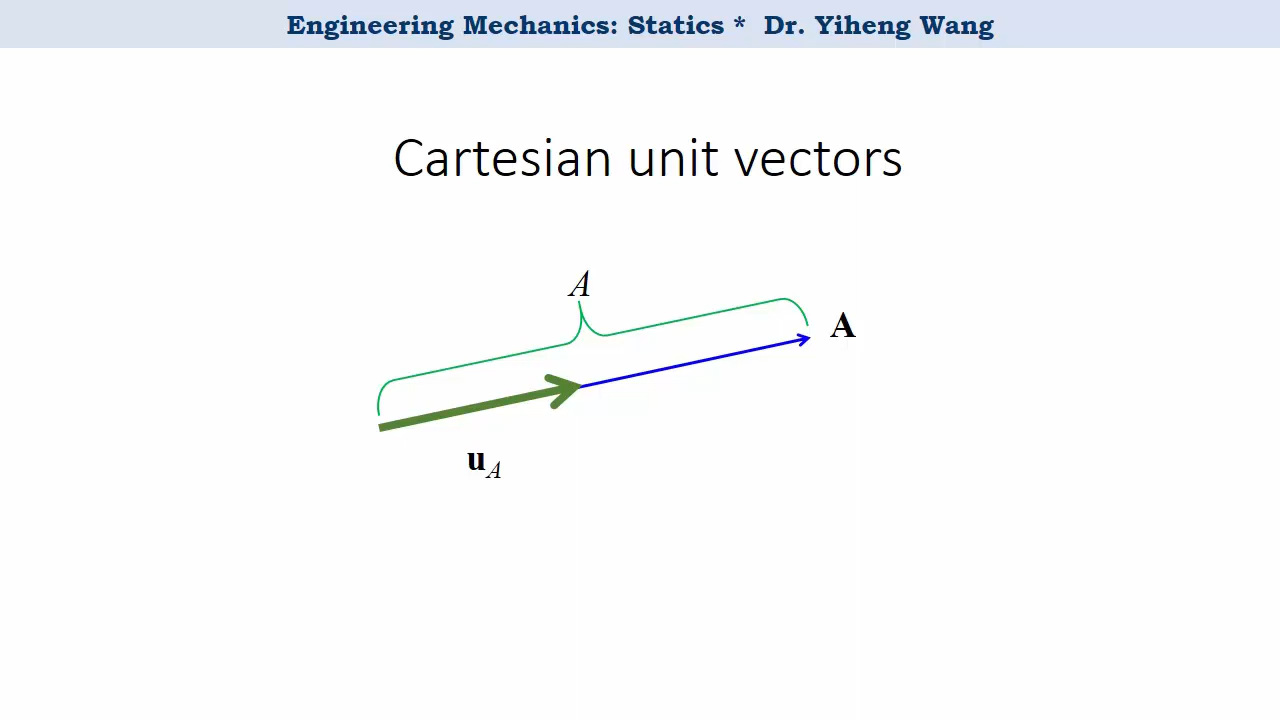 Engineering Mechanics: Statics * Dr. Yiheng Wang
Cartesian unit vectors
A
A
u_A